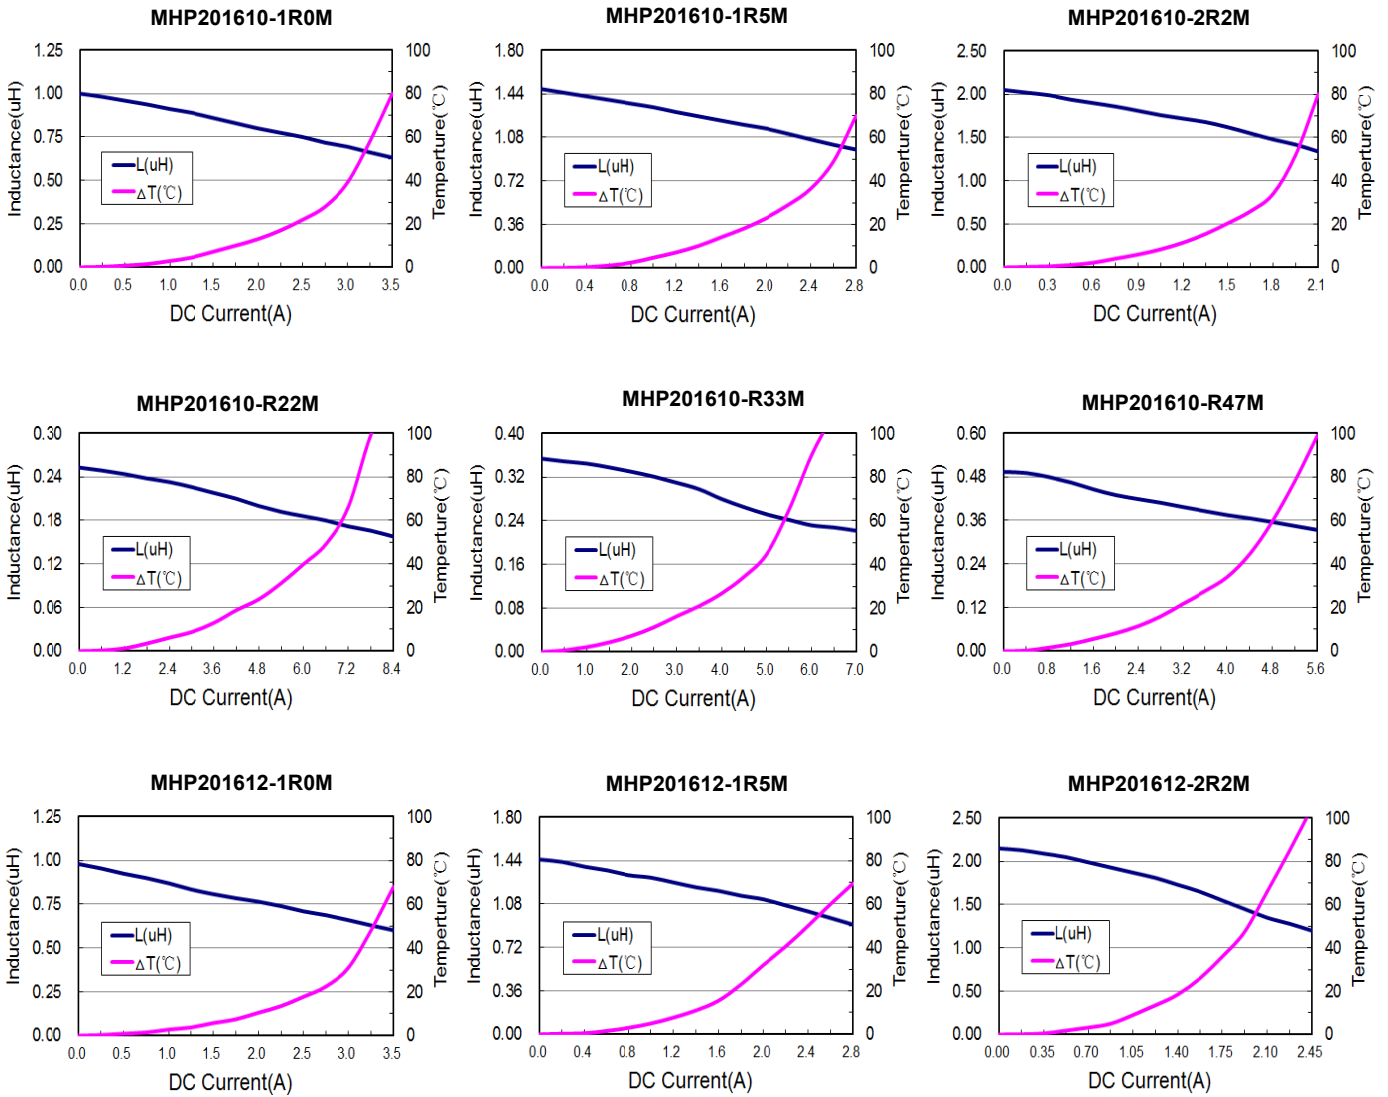 MHP201610-1R0M
1.25
1.00
0.75
0.50
0.25
0.00
Inductance(uH)
100
80
60
40
20
0
Temperture(℃)
L(uH)
ΔT(℃)
0.0 0.5 1.0 1.5 2.0 2.5 3.0 3.5
DC Current(A)
MHP201610-1R5M
1.80
1.44
1.08
0.72
0.36
0.00
Inductance(uH)
100
80
60
40
20
0
Temperture(℃)
L(uH)
ΔT(℃)
0.0 0.4 0.8 1.2 1.6 2.0 2.4 2.8
DC Current(A)
MHP201610-2R2M
2.50
2.00
1.50
1.00
0.50
0.00
Inductance(uH)
100
80
60
40
20
0
Temperture(℃)
L(uH)
ΔT(℃)
0.0 0.3 0.6 0.9 1.2 1.5 1.8 2.1
DC Current(A)
MHP201610-R22M
0.30
0.24
0.18
0.12
0.06
0.00
Inductance(uH)
100
80
60
40
20
0
Temperture(℃)
L(uH)
ΔT(℃)
0.0 1.2 2.4 3.6 4.8 6.0 7.2 8.4
DC Current(A)
MHP201610-R33M
0.40
0.32
0.24
0.16
0.08
0.00
Inductance(uH)
100
80
60
40
20
0
Temperture(℃)
L(uH)
ΔT(℃)
0.0 1.0 2.0 3.0 4.0 5.0 6.0 7.0
DC Current(A)
MHP201610-R47M
0.60
0.48
0.36
0.24
0.12
0.00
Inductance(uH)
100
80
60
40
20
0
Temperture(℃)
L(uH)
ΔT(℃)
0.0 0.8 1.6 2.4 3.2 4.0 4.8 5.6
DC Current(A)
MHP201612-1R0M
1.25
1.00
0.75
0.50
0.25
0.00
Inductance(uH)
100
80
60
40
20
0
Temperture(℃)
L(uH)
ΔT(℃)
0.0 0.5 1.0 1.5 2.0 2.5 3.0 3.5
DC Current(A)
MHP201612-1R5M
1.80
1.44
1.08
0.72
0.36
0.00
Inductance(uH)
100
80
60
40
20
0
Temperture(℃)
L(uH)
ΔT(℃)
0.0 0.4 0.8 1.2 1.6 2.0 2.4 2.8
DC Current(A)
MHP201612-2R2M
2.50
2.00
1.50
1.00
0.50
0.00
Inductance(uH)
100
80
60
40
20
0
Temperture(℃)
L(uH)
ΔT(℃)
0.00 0.35 0.70 1.05 1.40 1.75 2.10 2.45
DC Current(A)